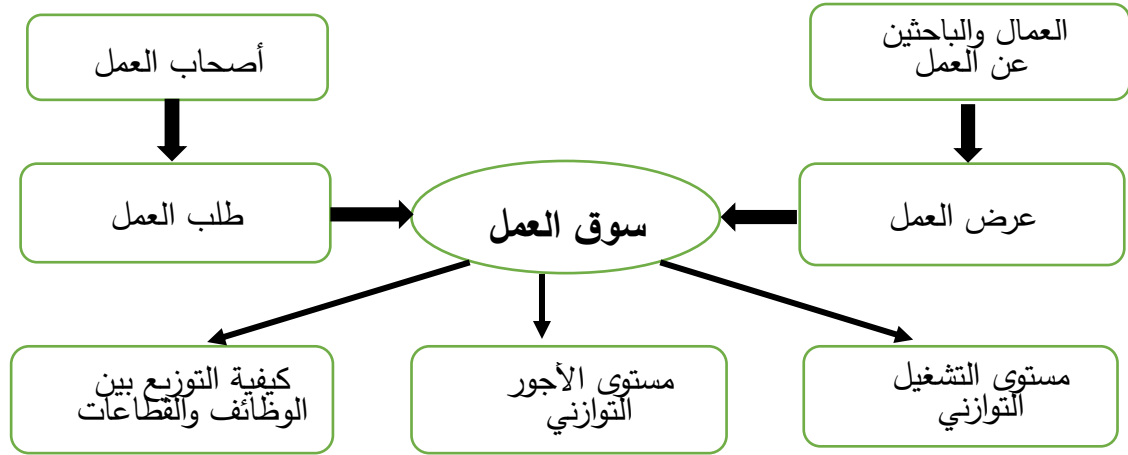 العمال والباحثين
عن العمل
أصحاب العمل
عرض العمل
سوق العمل
طلب العمل
مستوى التشغيل
التوازني
مستوى الأجور
التوازني
كيفية التوزيع بين
الوظائف والقطاعات